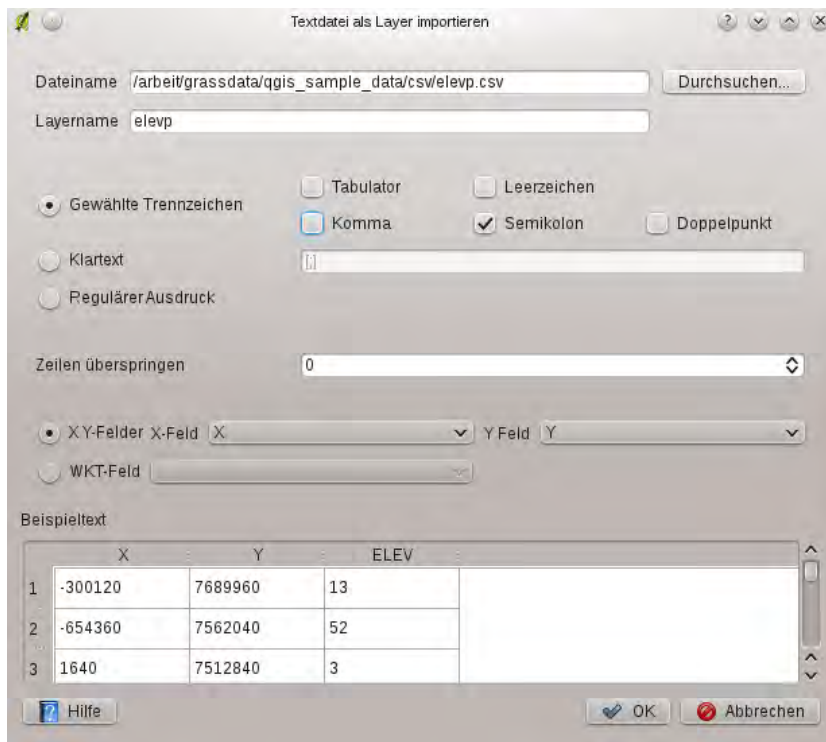 Textdatei als Layer importieren
Dateiname /arbeit/grassdata/qgis_sample_data/csv/elevp.csv Durchsuchen...
Layername elevp
Gewählte Trennzeichen
Tabulator Leerzeichen
Komma Semikolon Doppelpunkt
Klartext [;]
Regulärer Ausdruck
Zeilen überspringen 0
XY-Felder X-Feld X Y Feld Y
WKT-Feld
Beispieltext
X Y ELEV
1 -300120 7689960 13
2 -654360 7562040 52
3 1640 7512840 3
Hilfe OK Abbrechen